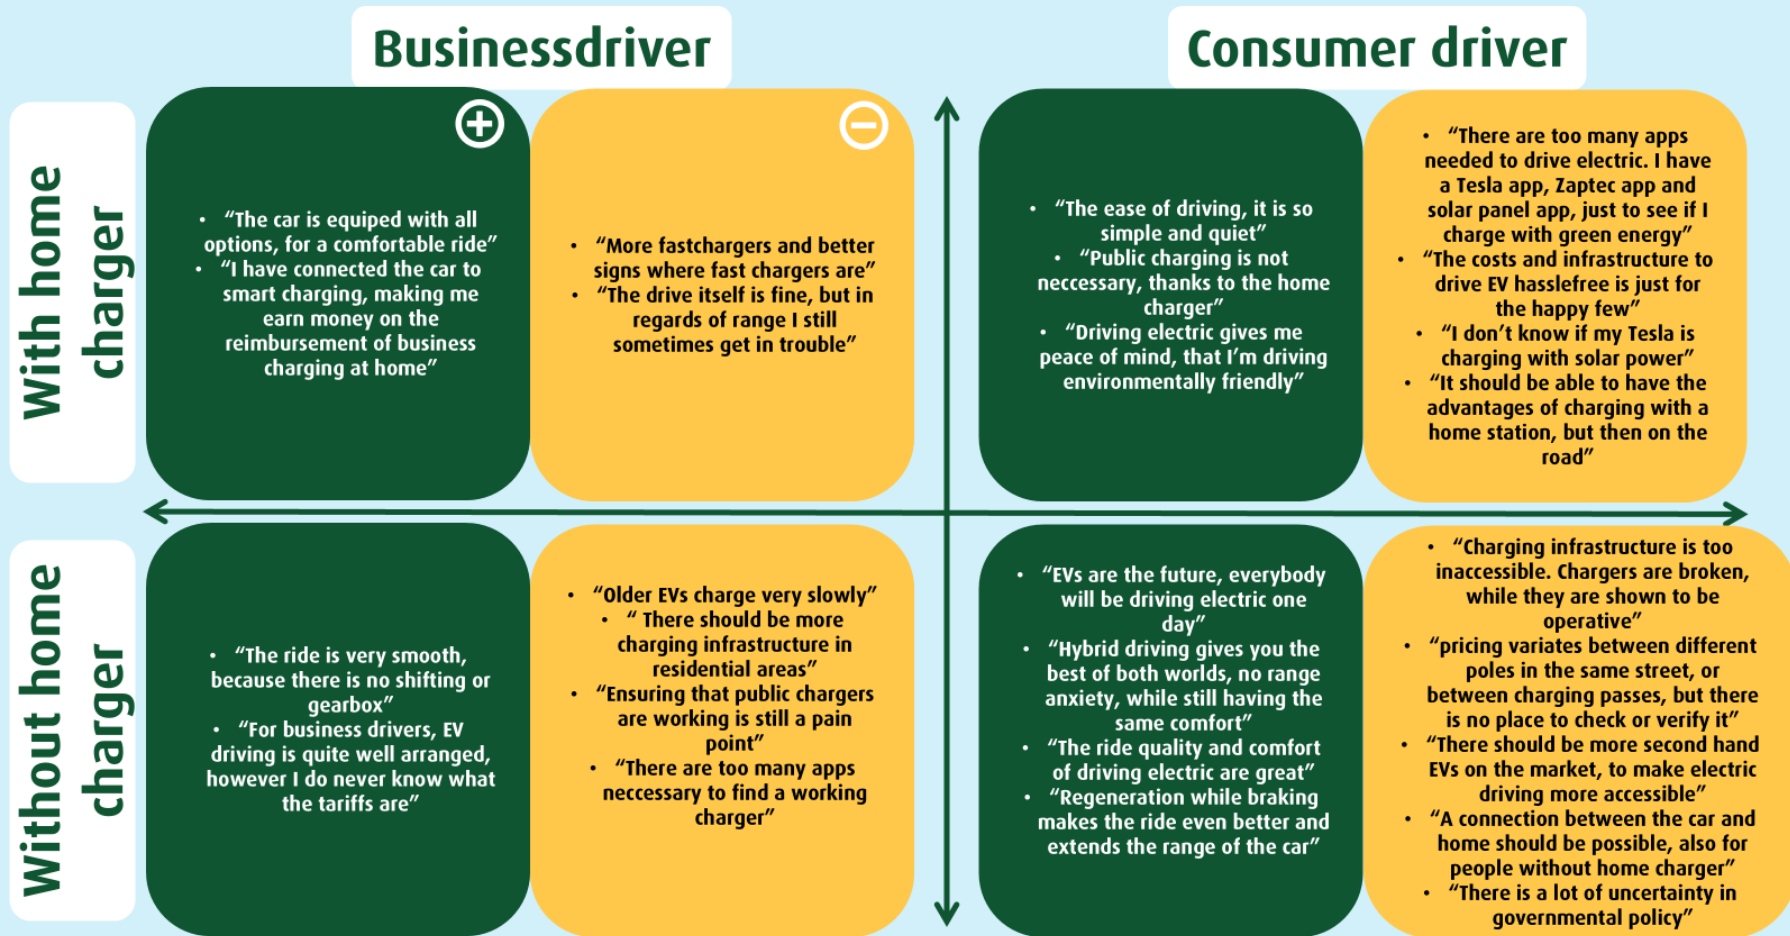 Businessdriver
Consumer driver
With home
charger
• “The car is equiped with all
options, for a comfortable ride”
• “I have connected the car to
smart charging, making me
earn money on the
reimbursement of business
charging at home”
• “More fastchargers and better
signs where fast chargers are”
• “The drive itself is fine, but in
regards of range I still
sometimes get in trouble”
• “The ease of driving, it is so
simple and quiet”
• “Public charging is not
neccessary, thanks to the home
charger”
• “Driving electric gives me
peace of mind, that I’m driving
environmentally friendly”
• “There are too many apps
needed to drive electric. I have
a Tesla app, Zaptec app and
solar panel app, just to see if I
charge with green energy”
• “The costs and infrastructure to
drive EV hasslefree is just for
the happy few”
• “I don’t know if my Tesla is
charging with solar power”
• “It should be able to have the
advantages of charging with a
home station, but then on the
road”
Without home
charger
• “The ride is very smooth,
because there is no shifting or
gearbox”
• “For business drivers, EV
driving is quite well arranged,
however I do never know what
the tariffs are”
• “Older EVs charge very slowly”
• “ There should be more
charging infrastructure in
residential areas”
• “Ensuring that public chargers
are working is still a pain
point”
• “There are too many apps
neccessary to find a working
charger”
• “EVs are the future, everybody
will be driving electric one
day”
• “Hybrid driving gives you the
best of both worlds, no range
anxiety, while still having the
same comfort”
• “The ride quality and comfort
of driving electric are great”
• “Regeneration while braking
makes the ride even better and
extends the range of the car”
• “Charging infrastructure is too
inaccessible. Chargers are broken,
while they are shown to be
operative”
• “pricing variates between different
poles in the same street, or
between charging passes, but there
is no place to check or verify it”
• “There should be more second hand
EVs on the market, to make electric
driving more accessible”
• “A connection between the car and
home should be possible, also for
people without home charger”
• “There is a lot of uncertainty in
governmental policy”